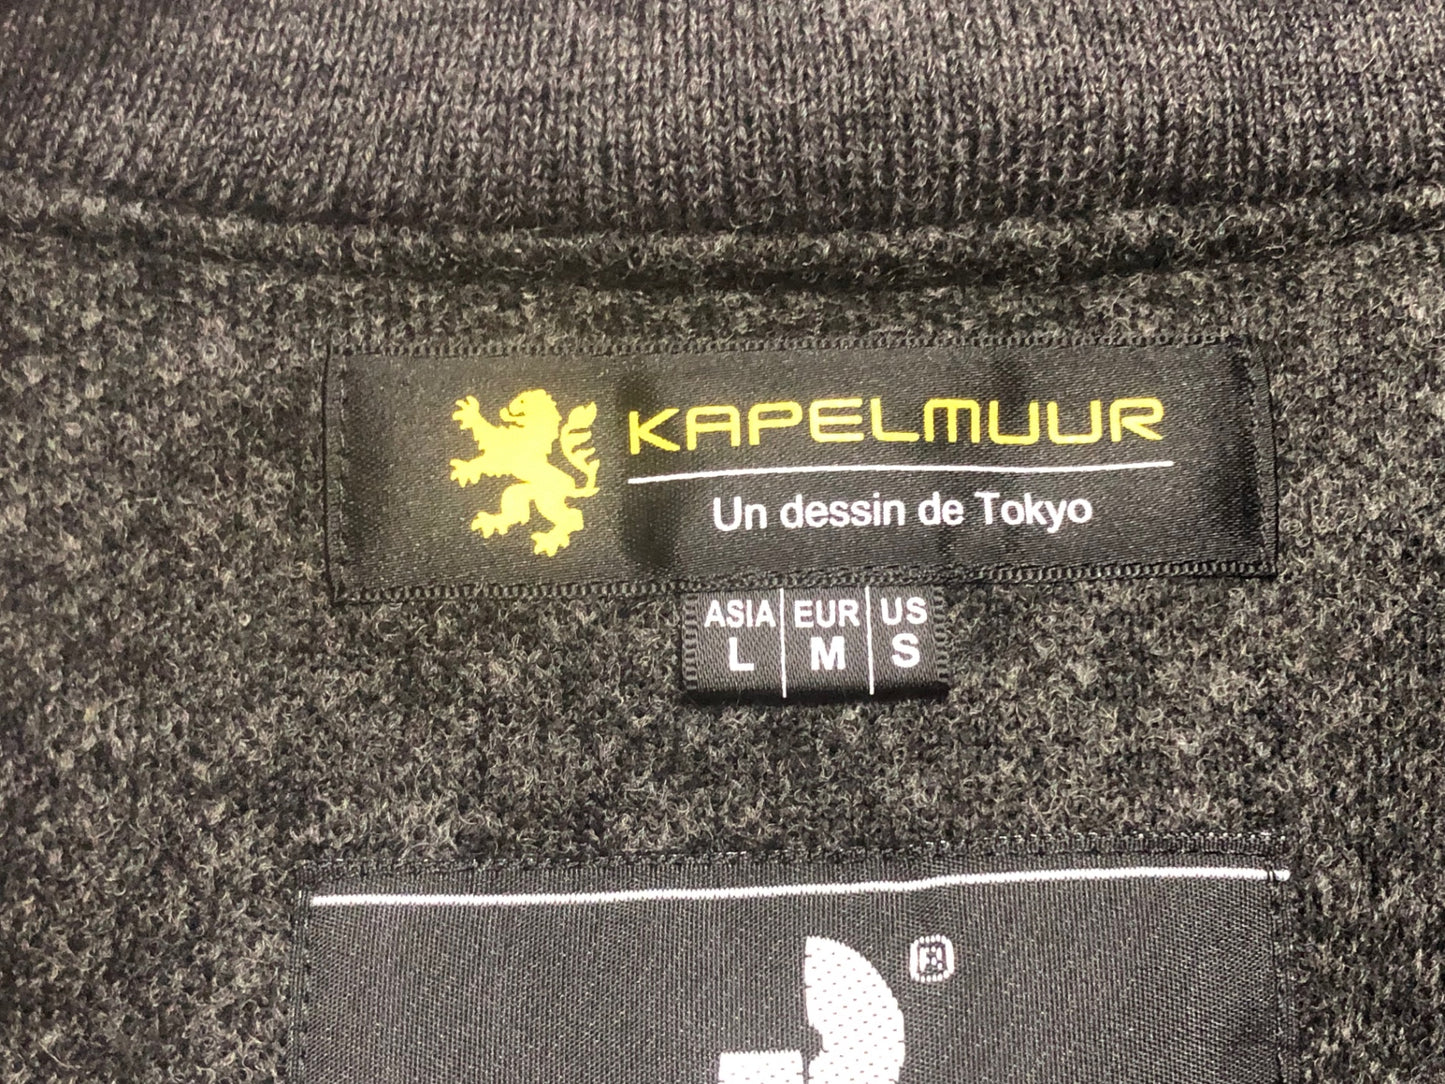 KAPELMUUR
Un dessin de Tokyo
ASIA EUR US
L M S